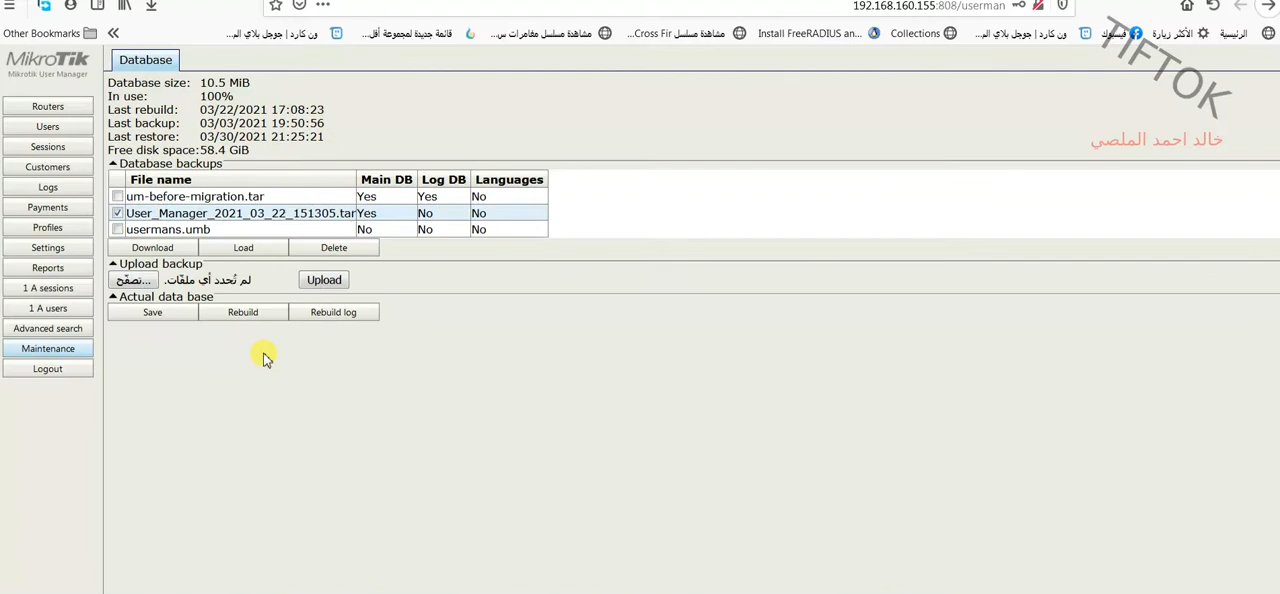 192.168.160.155:808/userman
Other Bookmarks
ون كارد | جوجل بلاي الم...
قائمة جديدة لمجموعة أقل...
مشاهدة مسلسل مغامرات س...
مشاهدة مسلسل Cross Fir...
Install FreeRADIUS an...
Collections
ون كارد | جوجل بلاي الم...
فيسبوك
الأكثر زيارة
الرئيسية
TIFTOK
خالد احمد الملصي
MikroTik
Mikrotik User Manager
Routers
Users
Sessions
Customers
Logs
Payments
Profiles
Settings
Reports
1 A sessions
1 A users
Advanced search
Maintenance
Logout
Database
Database size: 10.5 MiB
In use: 100%
Last rebuild: 03/22/2021 17:08:23
Last backup: 03/03/2021 19:50:56
Last restore: 03/30/2021 21:25:21
Free disk space:58.4 GiB
Database backups
File name Main DB Log DB Languages
um-before-migration.tar Yes Yes No
User_Manager_2021_03_22_151305.tar Yes No No
usermans.umb No No No
Download Load Delete
Upload backup
تصفّح... لم تُحدد أي ملفّات. Upload
Actual data base
Save Rebuild Rebuild log